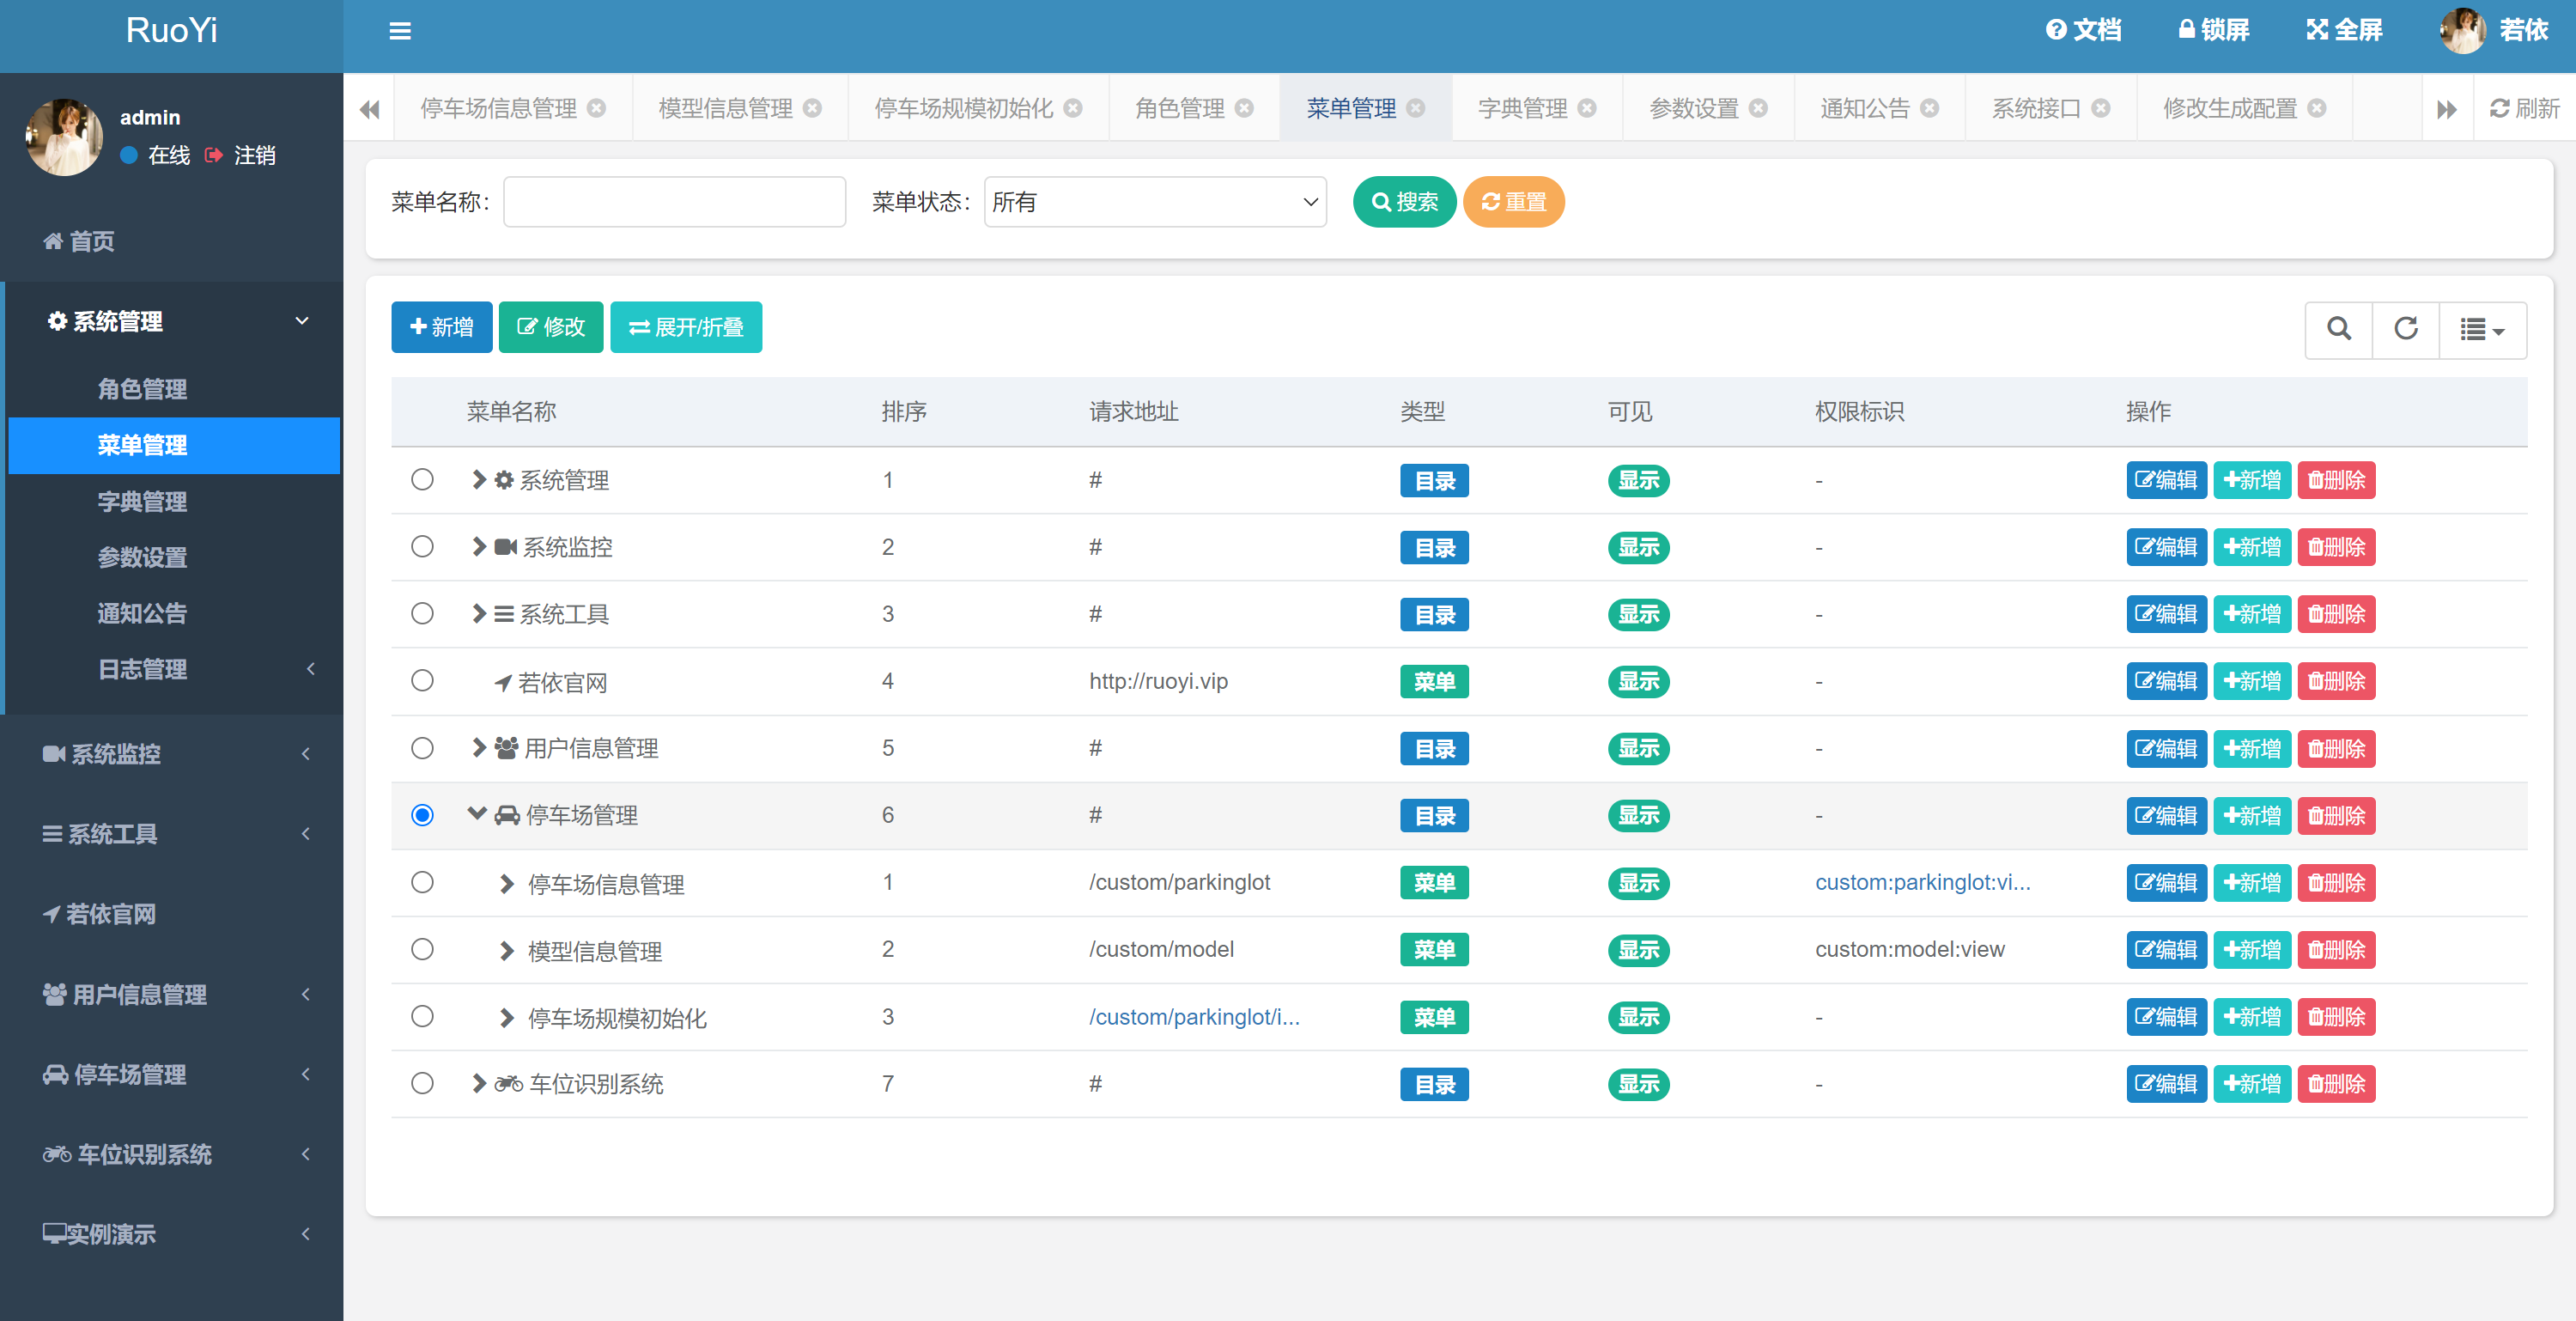 RuoYi
文档 锁屏 全屏 若依
admin
在线 注销
停车场信息管理 模型信息管理 停车场规模初始化 角色管理 菜单管理 字典管理 参数设置 通知公告 系统接口 修改生成配置 刷新
首页
系统管理
角色管理
菜单管理
字典管理
参数设置
通知公告
日志管理
系统监控
系统工具
若依官网
用户信息管理
停车场管理
车位识别系统
实例演示
菜单名称： 菜单状态： 所有 搜索 重置
新增 修改 展开/折叠
菜单名称 排序 请求地址 类型 可见 权限标识 操作
系统管理 1 # 目录 显示 - 编辑 新增 删除
系统监控 2 # 目录 显示 - 编辑 新增 删除
系统工具 3 # 目录 显示 - 编辑 新增 删除
若依官网 4 http://ruoyi.vip 菜单 显示 - 编辑 新增 删除
用户信息管理 5 # 目录 显示 - 编辑 新增 删除
停车场管理 6 # 目录 显示 - 编辑 新增 删除
停车场信息管理 1 /custom/parkinglot 菜单 显示 custom:parkinglot:vi... 编辑 新增 删除
模型信息管理 2 /custom/model 菜单 显示 custom:model:view 编辑 新增 删除
停车场规模初始化 3 /custom/parkinglot/i... 菜单 显示 - 编辑 新增 删除
车位识别系统 7 # 目录 显示 - 编辑 新增 删除